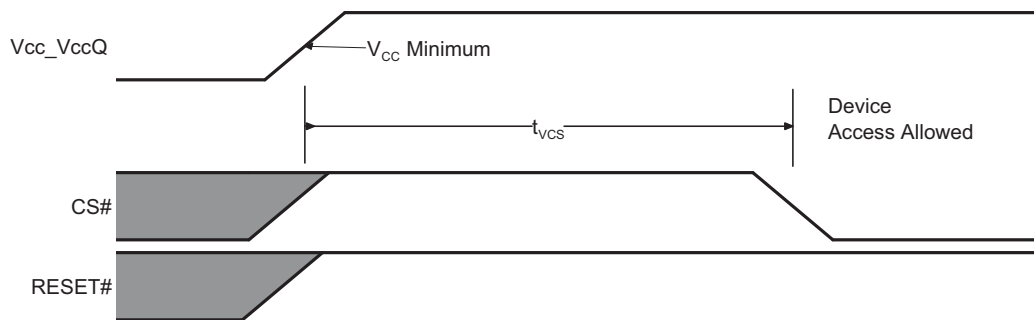 Vcc_VccQ
VCC Minimum
tVCS
Device
Access Allowed
CS#
RESET#